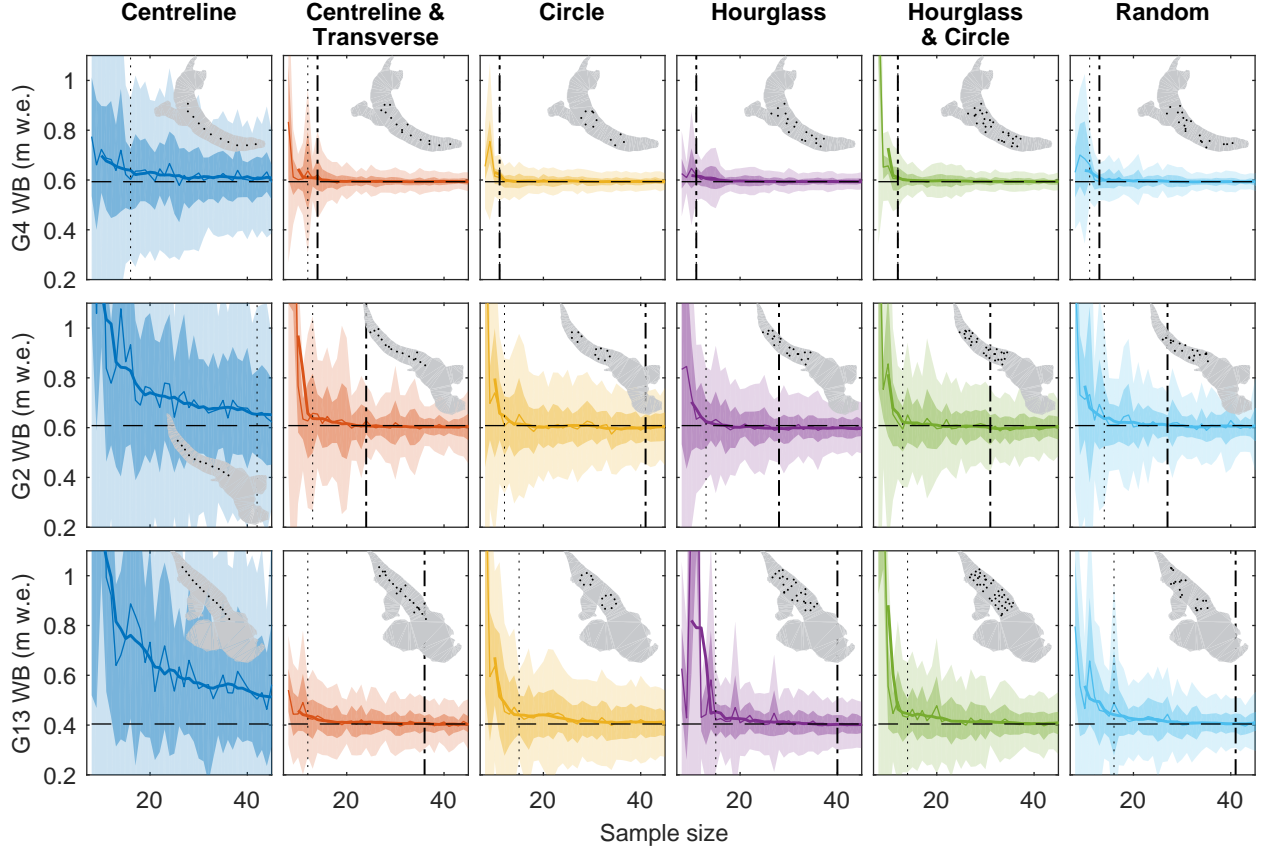 Centreline
Centreline &
Transverse
Circle
Hourglass
Hourglass
& Circle
Random
G4 WB (m w.e.)
1
0.8
0.6
0.4
0.2
G2 WB (m w.e.)
1
0.8
0.6
0.4
0.2
G13 WB (m w.e.)
1
0.8
0.6
0.4
0.2
20 40 20 40 20 40 20 40 20 40 20 40
Sample size